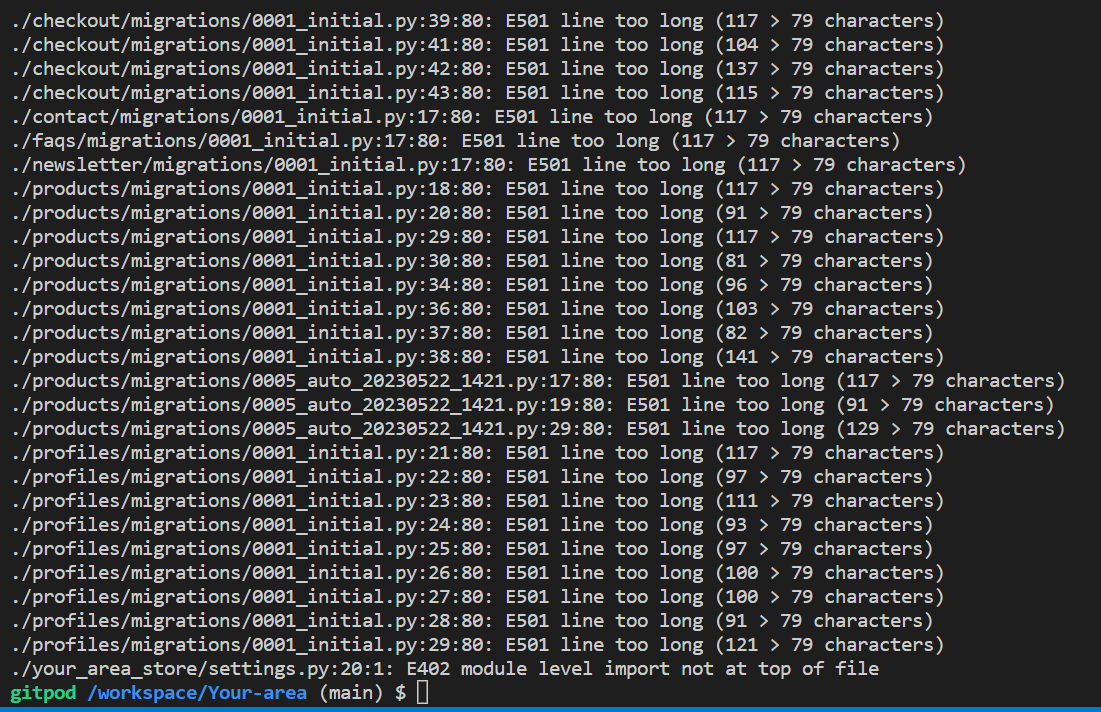 ./checkout/migrations/0001_initial.py:39:80: E501 line too long (117 > 79 characters)
./checkout/migrations/0001_initial.py:41:80: E501 line too long (104 > 79 characters)
./checkout/migrations/0001_initial.py:42:80: E501 line too long (137 > 79 characters)
./checkout/migrations/0001_initial.py:43:80: E501 line too long (115 > 79 characters)
./contact/migrations/0001_initial.py:17:80: E501 line too long (117 > 79 characters)
./faqs/migrations/0001_initial.py:17:80: E501 line too long (117 > 79 characters)
./newsletter/migrations/0001_initial.py:17:80: E501 line too long (117 > 79 characters)
./products/migrations/0001_initial.py:18:80: E501 line too long (117 > 79 characters)
./products/migrations/0001_initial.py:20:80: E501 line too long (91 > 79 characters)
./products/migrations/0001_initial.py:29:80: E501 line too long (117 > 79 characters)
./products/migrations/0001_initial.py:30:80: E501 line too long (81 > 79 characters)
./products/migrations/0001_initial.py:34:80: E501 line too long (96 > 79 characters)
./products/migrations/0001_initial.py:36:80: E501 line too long (103 > 79 characters)
./products/migrations/0001_initial.py:37:80: E501 line too long (82 > 79 characters)
./products/migrations/0001_initial.py:38:80: E501 line too long (141 > 79 characters)
./products/migrations/0005_auto_20230522_1421.py:17:80: E501 line too long (117 > 79 characters)
./products/migrations/0005_auto_20230522_1421.py:19:80: E501 line too long (91 > 79 characters)
./products/migrations/0005_auto_20230522_1421.py:29:80: E501 line too long (129 > 79 characters)
./profiles/migrations/0001_initial.py:21:80: E501 line too long (117 > 79 characters)
./profiles/migrations/0001_initial.py:22:80: E501 line too long (97 > 79 characters)
./profiles/migrations/0001_initial.py:23:80: E501 line too long (111 > 79 characters)
./profiles/migrations/0001_initial.py:24:80: E501 line too long (93 > 79 characters)
./profiles/migrations/0001_initial.py:25:80: E501 line too long (97 > 79 characters)
./profiles/migrations/0001_initial.py:26:80: E501 line too long (100 > 79 characters)
./profiles/migrations/0001_initial.py:27:80: E501 line too long (100 > 79 characters)
./profiles/migrations/0001_initial.py:28:80: E501 line too long (91 > 79 characters)
./profiles/migrations/0001_initial.py:29:80: E501 line too long (121 > 79 characters)
./your_area_store/settings.py:20:1: E402 module level import not at top of file
gitpod /workspace/Your-area (main) $